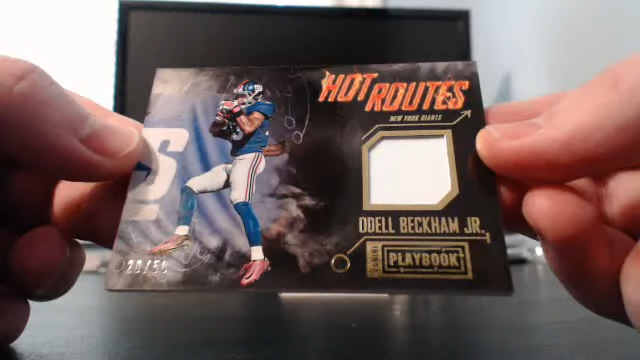 HOT ROUTES
NEW YORK GIANTS
ODELL BECKHAM JR.
PANINI
PLAYBOOK
S